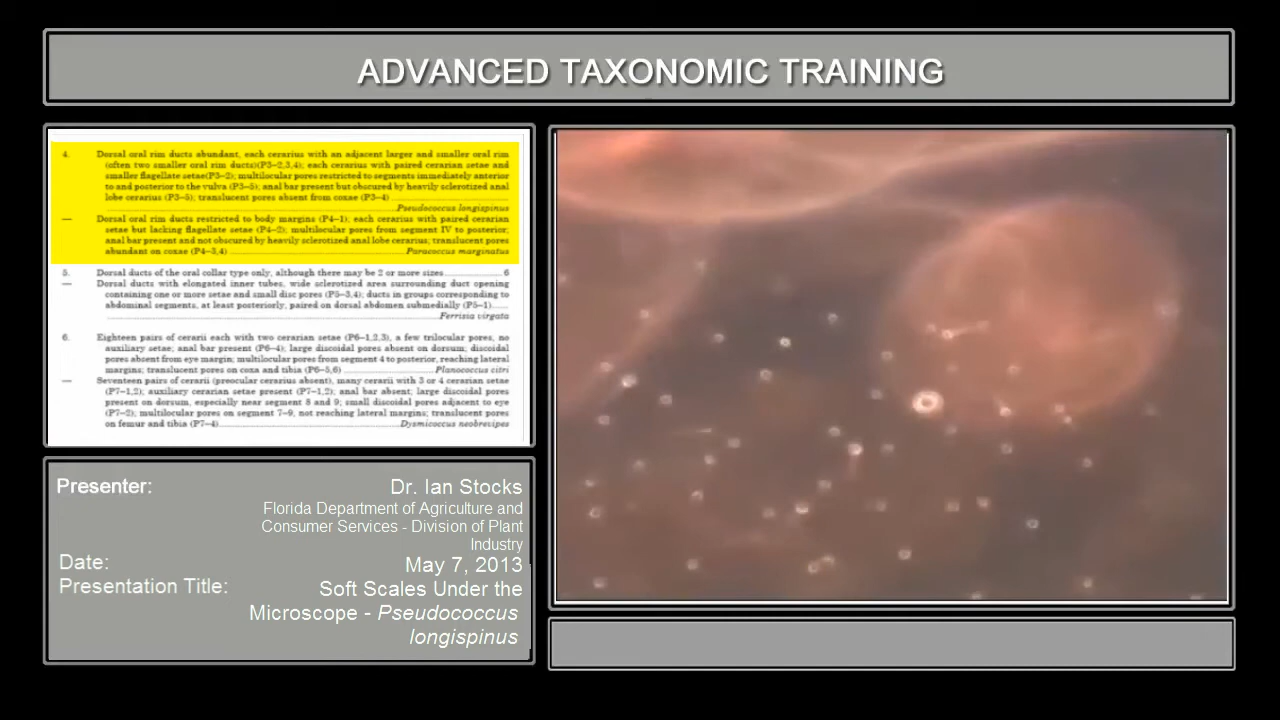 ADVANCED TAXONOMIC TRAINING
4. Dorsal oral rim ducts abundant, each cerarius with an adjacent larger and smaller oral rim
(often two smaller oral rim ducts)(P3–2,3,4); each cerarius with paired cerarian setae and
smaller flagellate setae(P3–2); multilocular pores restricted to segments immediately anterior
to and posterior to the vulva (P3–5); anal bar present but obscured by heavily sclerotized anal
lobe cerarius (P3–5); translucent pores absent from coxae (P3–4)
Pseudococcus longispinus
— Dorsal oral rim ducts restricted to body margins (P4–1); each cerarius with paired cerarian
setae but lacking flagellate setae (P4–2); multilocular pores from segment IV to posterior;
anal bar present and not obscured by heavily sclerotized anal lobe cerarius; translucent pores
abundant on coxae (P4–3,4) Paracoccus marginatus
5. Dorsal ducts of the oral collar type only, although there may be 2 or more sizes 6
— Dorsal ducts with elongated inner tubes, wide sclerotized area surrounding duct opening
containing one or more setae and small disc pores (P5–3,4); ducts in groups corresponding to
abdominal segments, at least posteriorly, paired on dorsal abdomen submedially (P5–1)
Ferrisia virgata
6. Eighteen pairs of cerarii each with two cerarian setae (P6–1,2,3), a few trilocular pores, no
auxiliary setae; anal bar present (P6–4); large discoidal pores absent on dorsum; discoidal
pores absent from eye margin; multilocular pores from segment 4 to posterior, reaching lateral
margins; translucent pores on coxa and tibia (P6–5,6) Planococcus citri
— Seventeen pairs of cerarii (preocular cerarius absent), many cerarii with 3 or 4 cerarian setae
(P7–1,2); auxiliary cerarian setae present (P7–1,2); anal bar absent; large discoidal pores
present on dorsum, especially near segment 8 and 9; small discoidal pores adjacent to eye
(P7–2); multilocular pores on segment 7–9, not reaching lateral margins; translucent pores
on femur and tibia (P7–4) Dysmicoccus neobrevipes
Presenter: Dr. Ian Stocks
Florida Department of Agriculture and
Consumer Services - Division of Plant
Industry
Date: May 7, 2013
Presentation Title: Soft Scales Under the
Microscope - Pseudococcus
longispinus